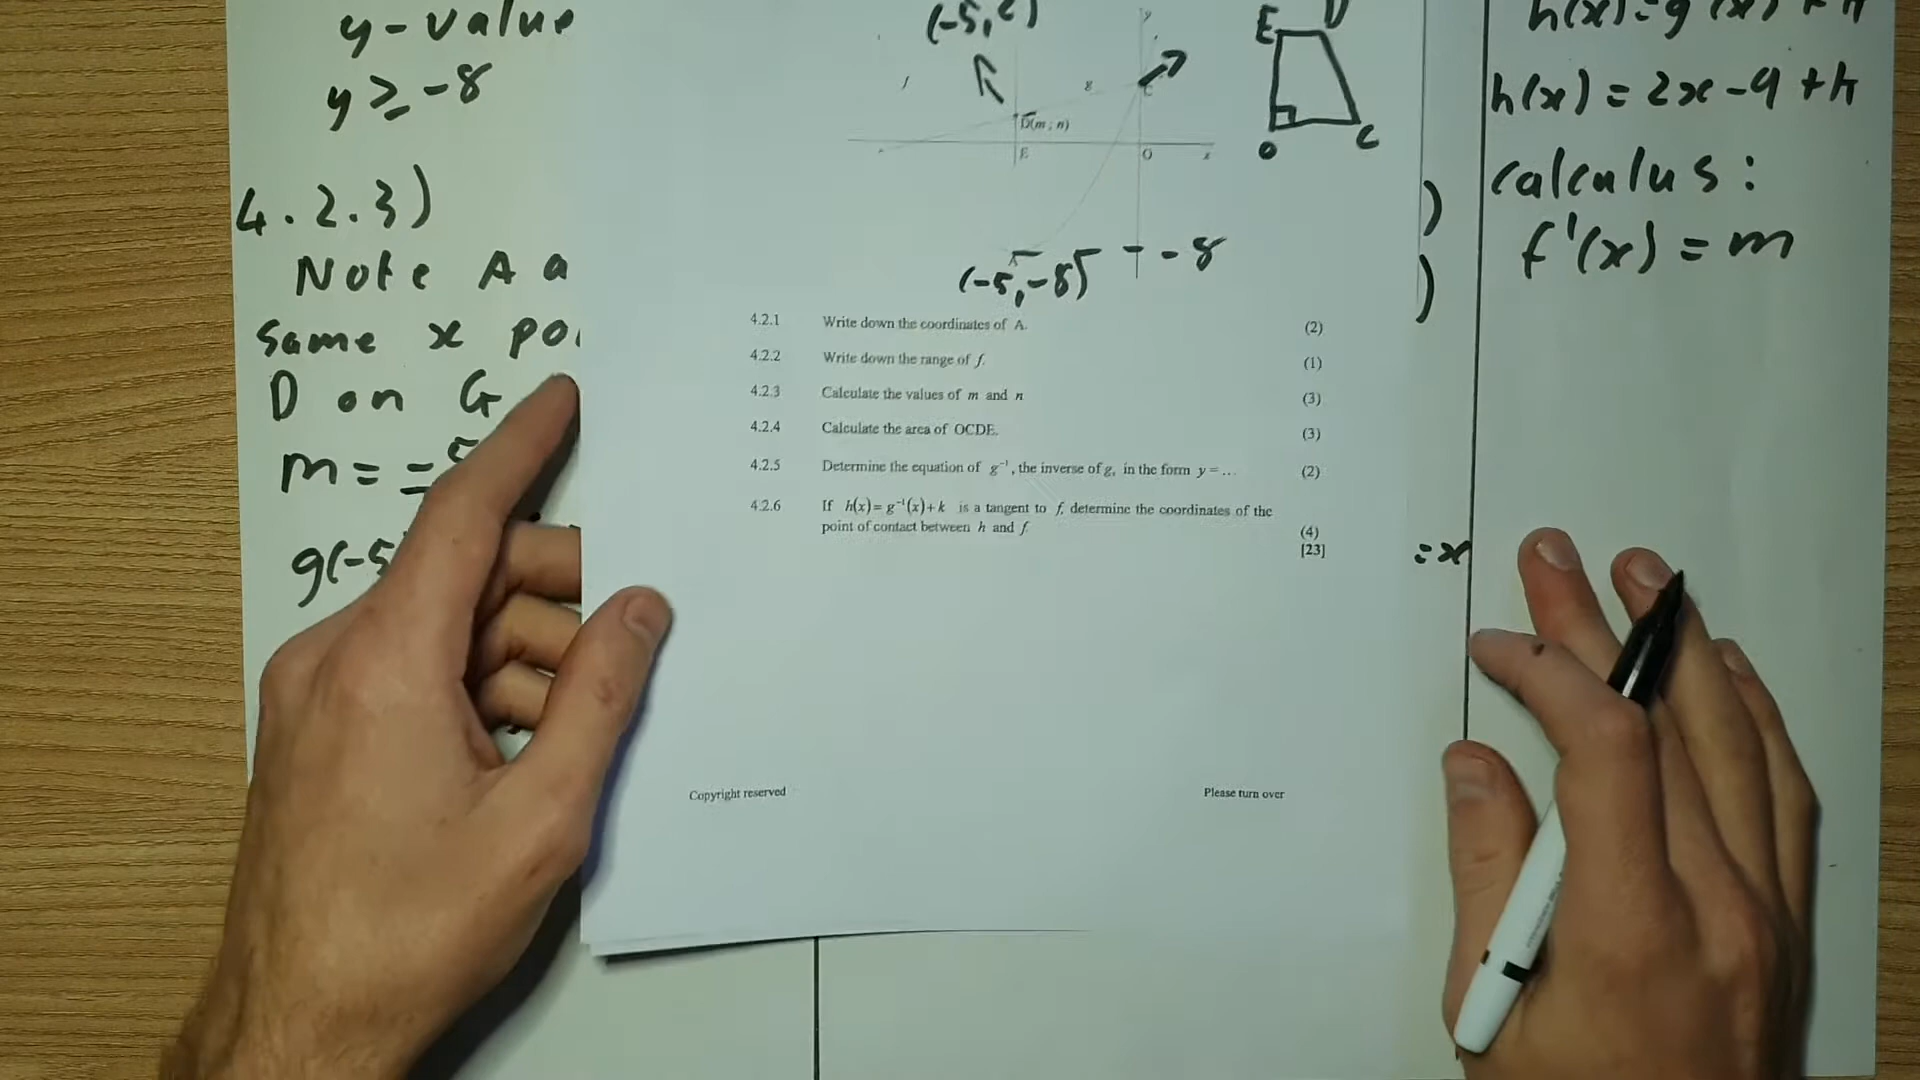 y-value
y ≥ -8
4.2.3)
Note A a
same x po
D on G
m = -5
g(-5
y
f
g
C
D(m ; n)
E
O
x
E D
O C
(-5,-8)
-8
4.2.1 Write down the coordinates of A. (2)
4.2.2 Write down the range of f. (1)
4.2.3 Calculate the values of m and n (3)
4.2.4 Calculate the area of OCDE. (3)
4.2.5 Determine the equation of g⁻¹, the inverse of g, in the form y = ... (2)
4.2.6 If h(x) = g⁻¹(x) + k is a tangent to f, determine the coordinates of the
point of contact between h and f. (4)
[23]
Copyright reserved Please turn over
)
)
=x
h(x) = 2x - 9 + k
calculus:
f'(x) = m